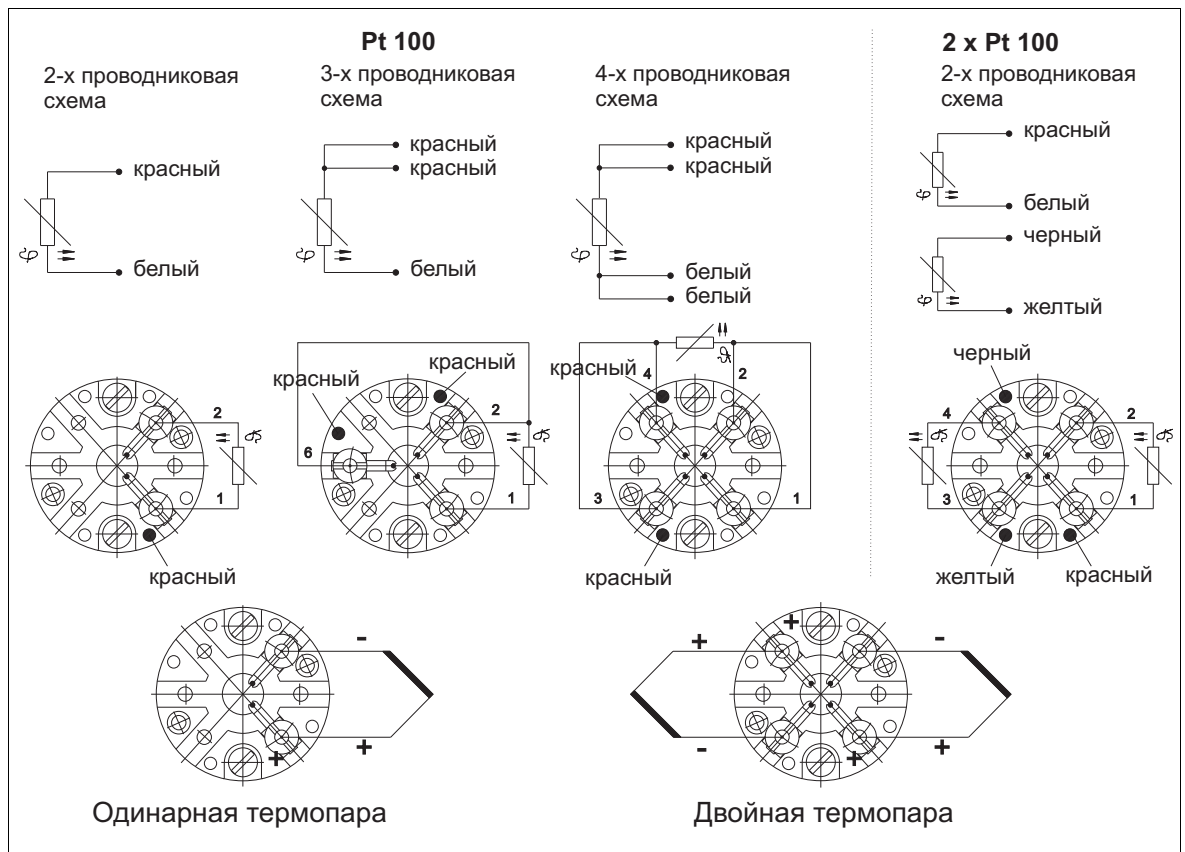 Pt 100
2 x Pt 100
2-х проводниковая
схема
3-х проводниковая
схема
4-х проводниковая
схема
2-х проводниковая
схема
красный
белый
красный
красный
белый
красный
красный
белый
белый
красный
белый
черный
желтый
2
1
красный
красный
красный
2
6
1
красный
4
2
3
1
красный
черный
4
2
3
1
желтый
красный
-
+
+
Одинарная термопара
+
+
-
-
+
+
Двойная термопара